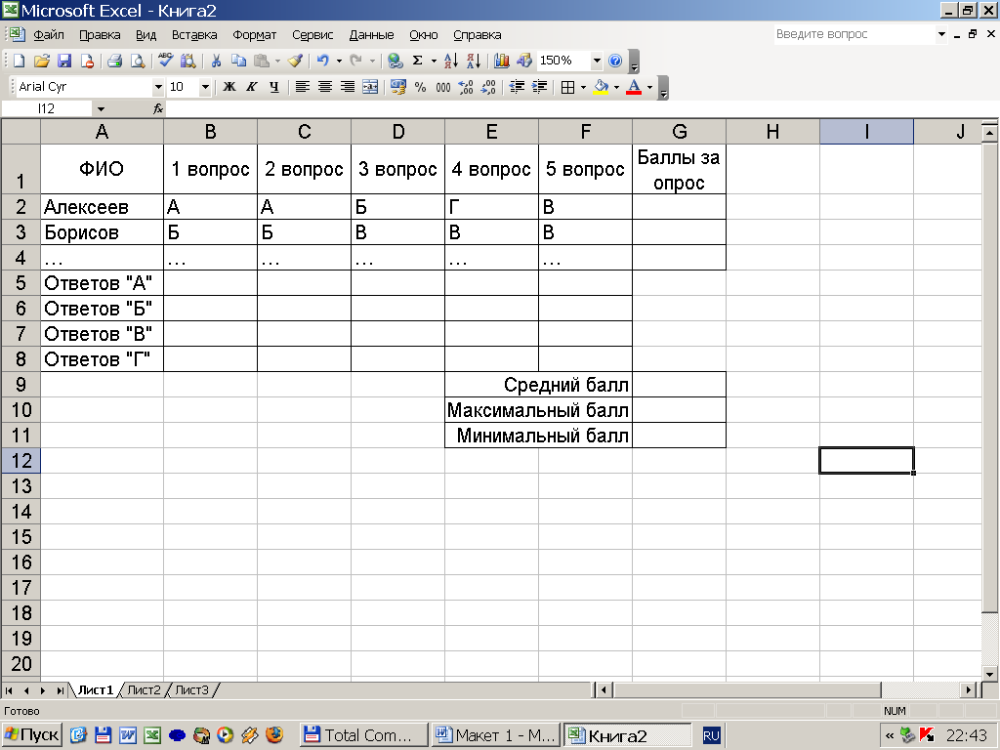 Microsoft Excel - Книга2
Файл Правка Вид Вставка Формат Сервис Данные Окно Справка Введите вопрос
150%
Arial Cyr 10 Ж К Ч % 000
I12 fx
A B C D E F G H I J
1 ФИО 1 вопрос 2 вопрос 3 вопрос 4 вопрос 5 вопрос Баллы за опрос
2 Алексеев А А Б Г В
3 Борисов Б Б В В В
4 ... ... ... ... ... ...
5 Ответов "А"
6 Ответов "Б"
7 Ответов "В"
8 Ответов "Г"
9 Средний балл
10 Максимальный балл
11 Минимальный балл
12
13
14
15
16
17
18
19
20
Лист1 Лист2 Лист3
Готово NUM
Пуск Total Com... Макет 1 - M... Книга2 RU « 22:43